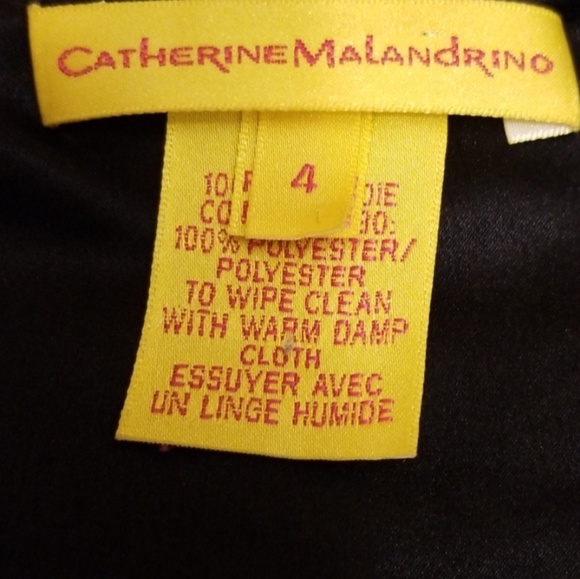 CATHERINE MALANDRINO
4
100% POLYESTER/
POLYESTER
TO WIPE CLEAN
WITH WARM DAMP
CLOTH
ESSUYER AVEC
UN LINGE HUMIDE